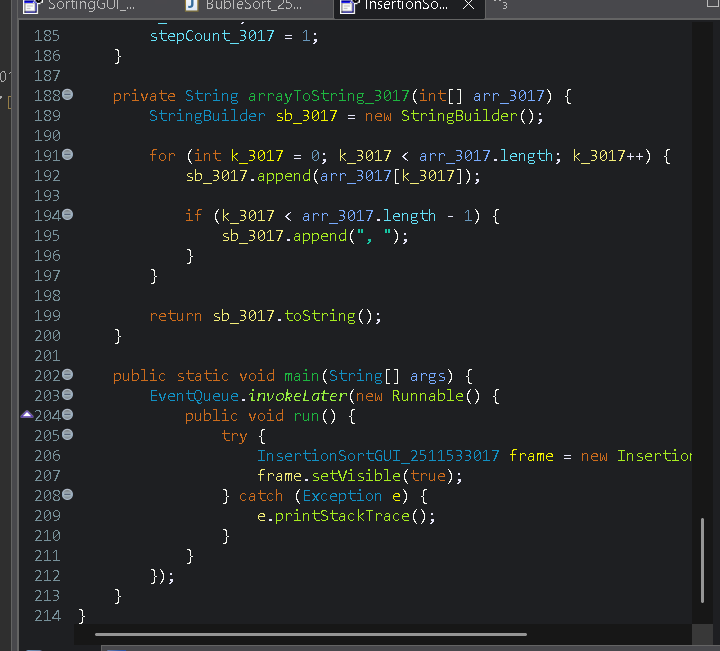 SortingGUI_... BubleSort_25... InsertionSo...
3
185 stepCount_3017 = 1;
186 }
187
188 private String arrayToString_3017(int[] arr_3017) {
189 StringBuilder sb_3017 = new StringBuilder();
190
191 for (int k_3017 = 0; k_3017 < arr_3017.length; k_3017++) {
192 sb_3017.append(arr_3017[k_3017]);
193
194 if (k_3017 < arr_3017.length - 1) {
195 sb_3017.append(", ");
196 }
197 }
198
199 return sb_3017.toString();
200 }
201
202 public static void main(String[] args) {
203 EventQueue.invokeLater(new Runnable() {
204 public void run() {
205 try {
206 InsertionSortGUI_2511533017 frame = new Insertion
207 frame.setVisible(true);
208 } catch (Exception e) {
209 e.printStackTrace();
210 }
211 }
212 });
213 }
214 }